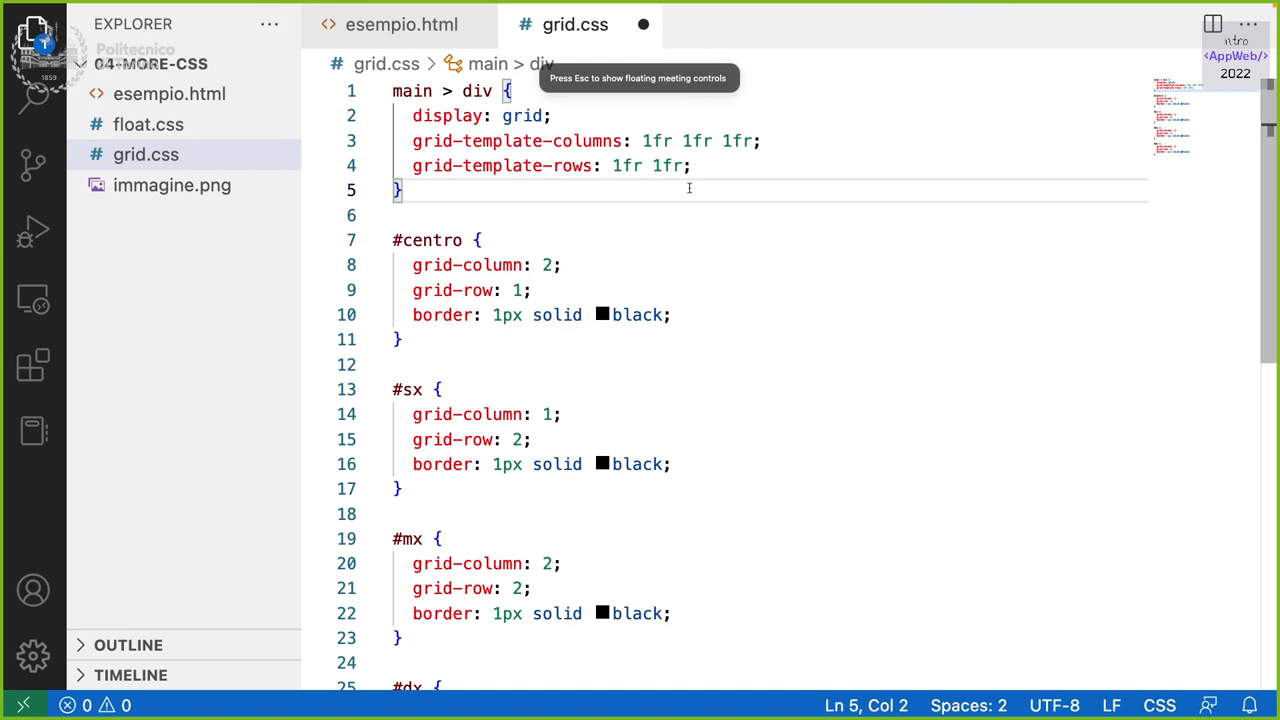 EXPLORER
Politecnico
1859
04-MORE-CSS
esempio.html
float.css
grid.css
immagine.png
OUTLINE
TIMELINE
esempio.html
# grid.css
# grid.css > main > div
Press Esc to show floating meeting controls
ntro
<AppWeb/>
2022
1 main > div {
2 display: grid;
3 grid-template-columns: 1fr 1fr 1fr;
4 grid-template-rows: 1fr 1fr;
5 }
6
7 #centro {
8 grid-column: 2;
9 grid-row: 1;
10 border: 1px solid black;
11 }
12
13 #sx {
14 grid-column: 1;
15 grid-row: 2;
16 border: 1px solid black;
17 }
18
19 #mx {
20 grid-column: 2;
21 grid-row: 2;
22 border: 1px solid black;
23 }
24
25 #dx {
0 0
Ln 5, Col 2
Spaces: 2
UTF-8
LF
CSS